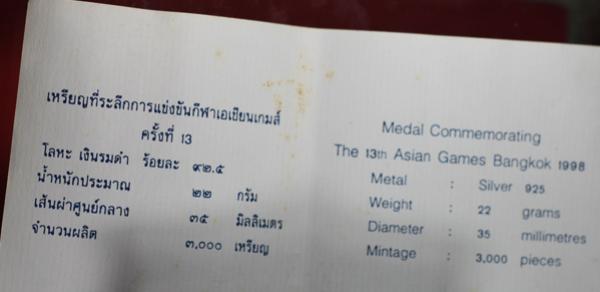 เหรียญที่ระลึกการแข่งขันกีฬาเอเชียนเกมส์
ครั้งที่ 13
โลหะ เงินรมดำ ร้อยละ ๙๒.๕
น้ำหนักประมาณ ๒๒ กรัม
เส้นผ่าศูนย์กลาง ๓๕ มิลลิเมตร
จำนวนผลิต ๓,๐๐๐ เหรียญ
Medal Commemorating
The 13th Asian Games Bangkok 1998
Metal : Silver 925
Weight : 22 grams
Diameter : 35 millimetres
Mintage : 3,000 pieces